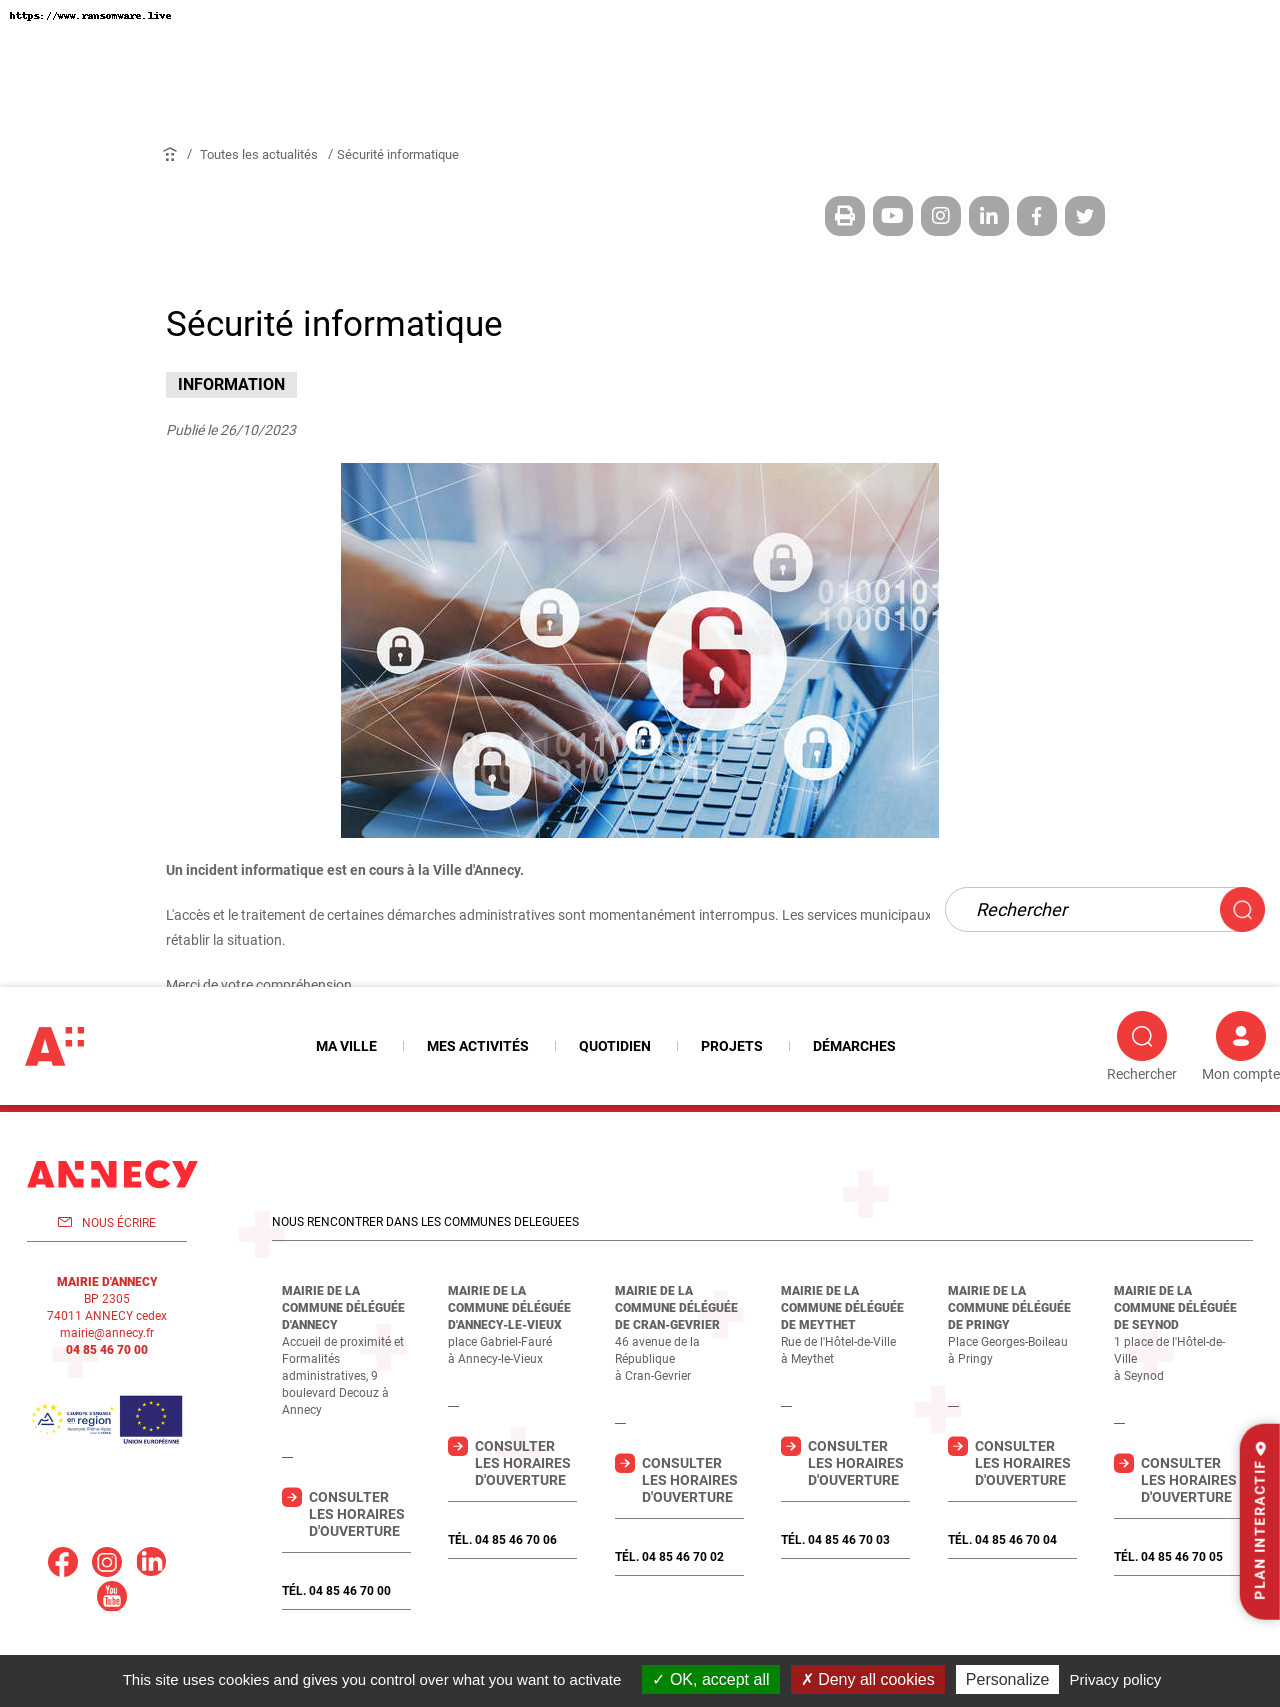 https://www.ransomware.live
/ Toutes les actualités / Sécurité informatique
Sécurité informatique
INFORMATION
Publié le 26/10/2023
0100101
100010
Un incident informatique est en cours à la Ville d'Annecy.
L'accès et le traitement de certaines démarches administratives sont momentanément interrompus. Les services municipaux
rétablir la situation.
Rechercher
Merci de votre compréhension
A
MA VILLE
MES ACTIVITÉS
QUOTIDIEN
PROJETS
DÉMARCHES
Rechercher
Mon compte
ANNECY
NOUS ÉCRIRE
MAIRIE D'ANNECY
BP 2305
74011 ANNECY cedex
mairie@annecy.fr
04 85 46 70 00
L'EUROPE S'ENGAGE
en région
Auvergne-Rhône-Alpes
UNION EUROPÉENNE
You
Tube
NOUS RENCONTRER DANS LES COMMUNES DELEGUEES
MAIRIE DE LA
COMMUNE DÉLÉGUÉE
D'ANNECY
Accueil de proximité et
Formalités
administratives, 9
boulevard Decouz à
Annecy
—
CONSULTER
LES HORAIRES
D'OUVERTURE
TÉL. 04 85 46 70 00
MAIRIE DE LA
COMMUNE DÉLÉGUÉE
D'ANNECY-LE-VIEUX
place Gabriel-Fauré
à Annecy-le-Vieux
—
CONSULTER
LES HORAIRES
D'OUVERTURE
TÉL. 04 85 46 70 06
MAIRIE DE LA
COMMUNE DÉLÉGUÉE
DE CRAN-GEVRIER
46 avenue de la
République
à Cran-Gevrier
—
CONSULTER
LES HORAIRES
D'OUVERTURE
TÉL. 04 85 46 70 02
MAIRIE DE LA
COMMUNE DÉLÉGUÉE
DE MEYTHET
Rue de l'Hôtel-de-Ville
à Meythet
—
CONSULTER
LES HORAIRES
D'OUVERTURE
TÉL. 04 85 46 70 03
MAIRIE DE LA
COMMUNE DÉLÉGUÉE
DE PRINGY
Place Georges-Boileau
à Pringy
—
CONSULTER
LES HORAIRES
D'OUVERTURE
TÉL. 04 85 46 70 04
MAIRIE DE LA
COMMUNE DÉLÉGUÉE
DE SEYNOD
1 place de l'Hôtel-de-
Ville
à Seynod
—
CONSULTER
LES HORAIRES
D'OUVERTURE
TÉL. 04 85 46 70 05
PLAN INTERACTIF
This site uses cookies and gives you control over what you want to activate
✓ OK, accept all
✗ Deny all cookies
Personalize
Privacy policy